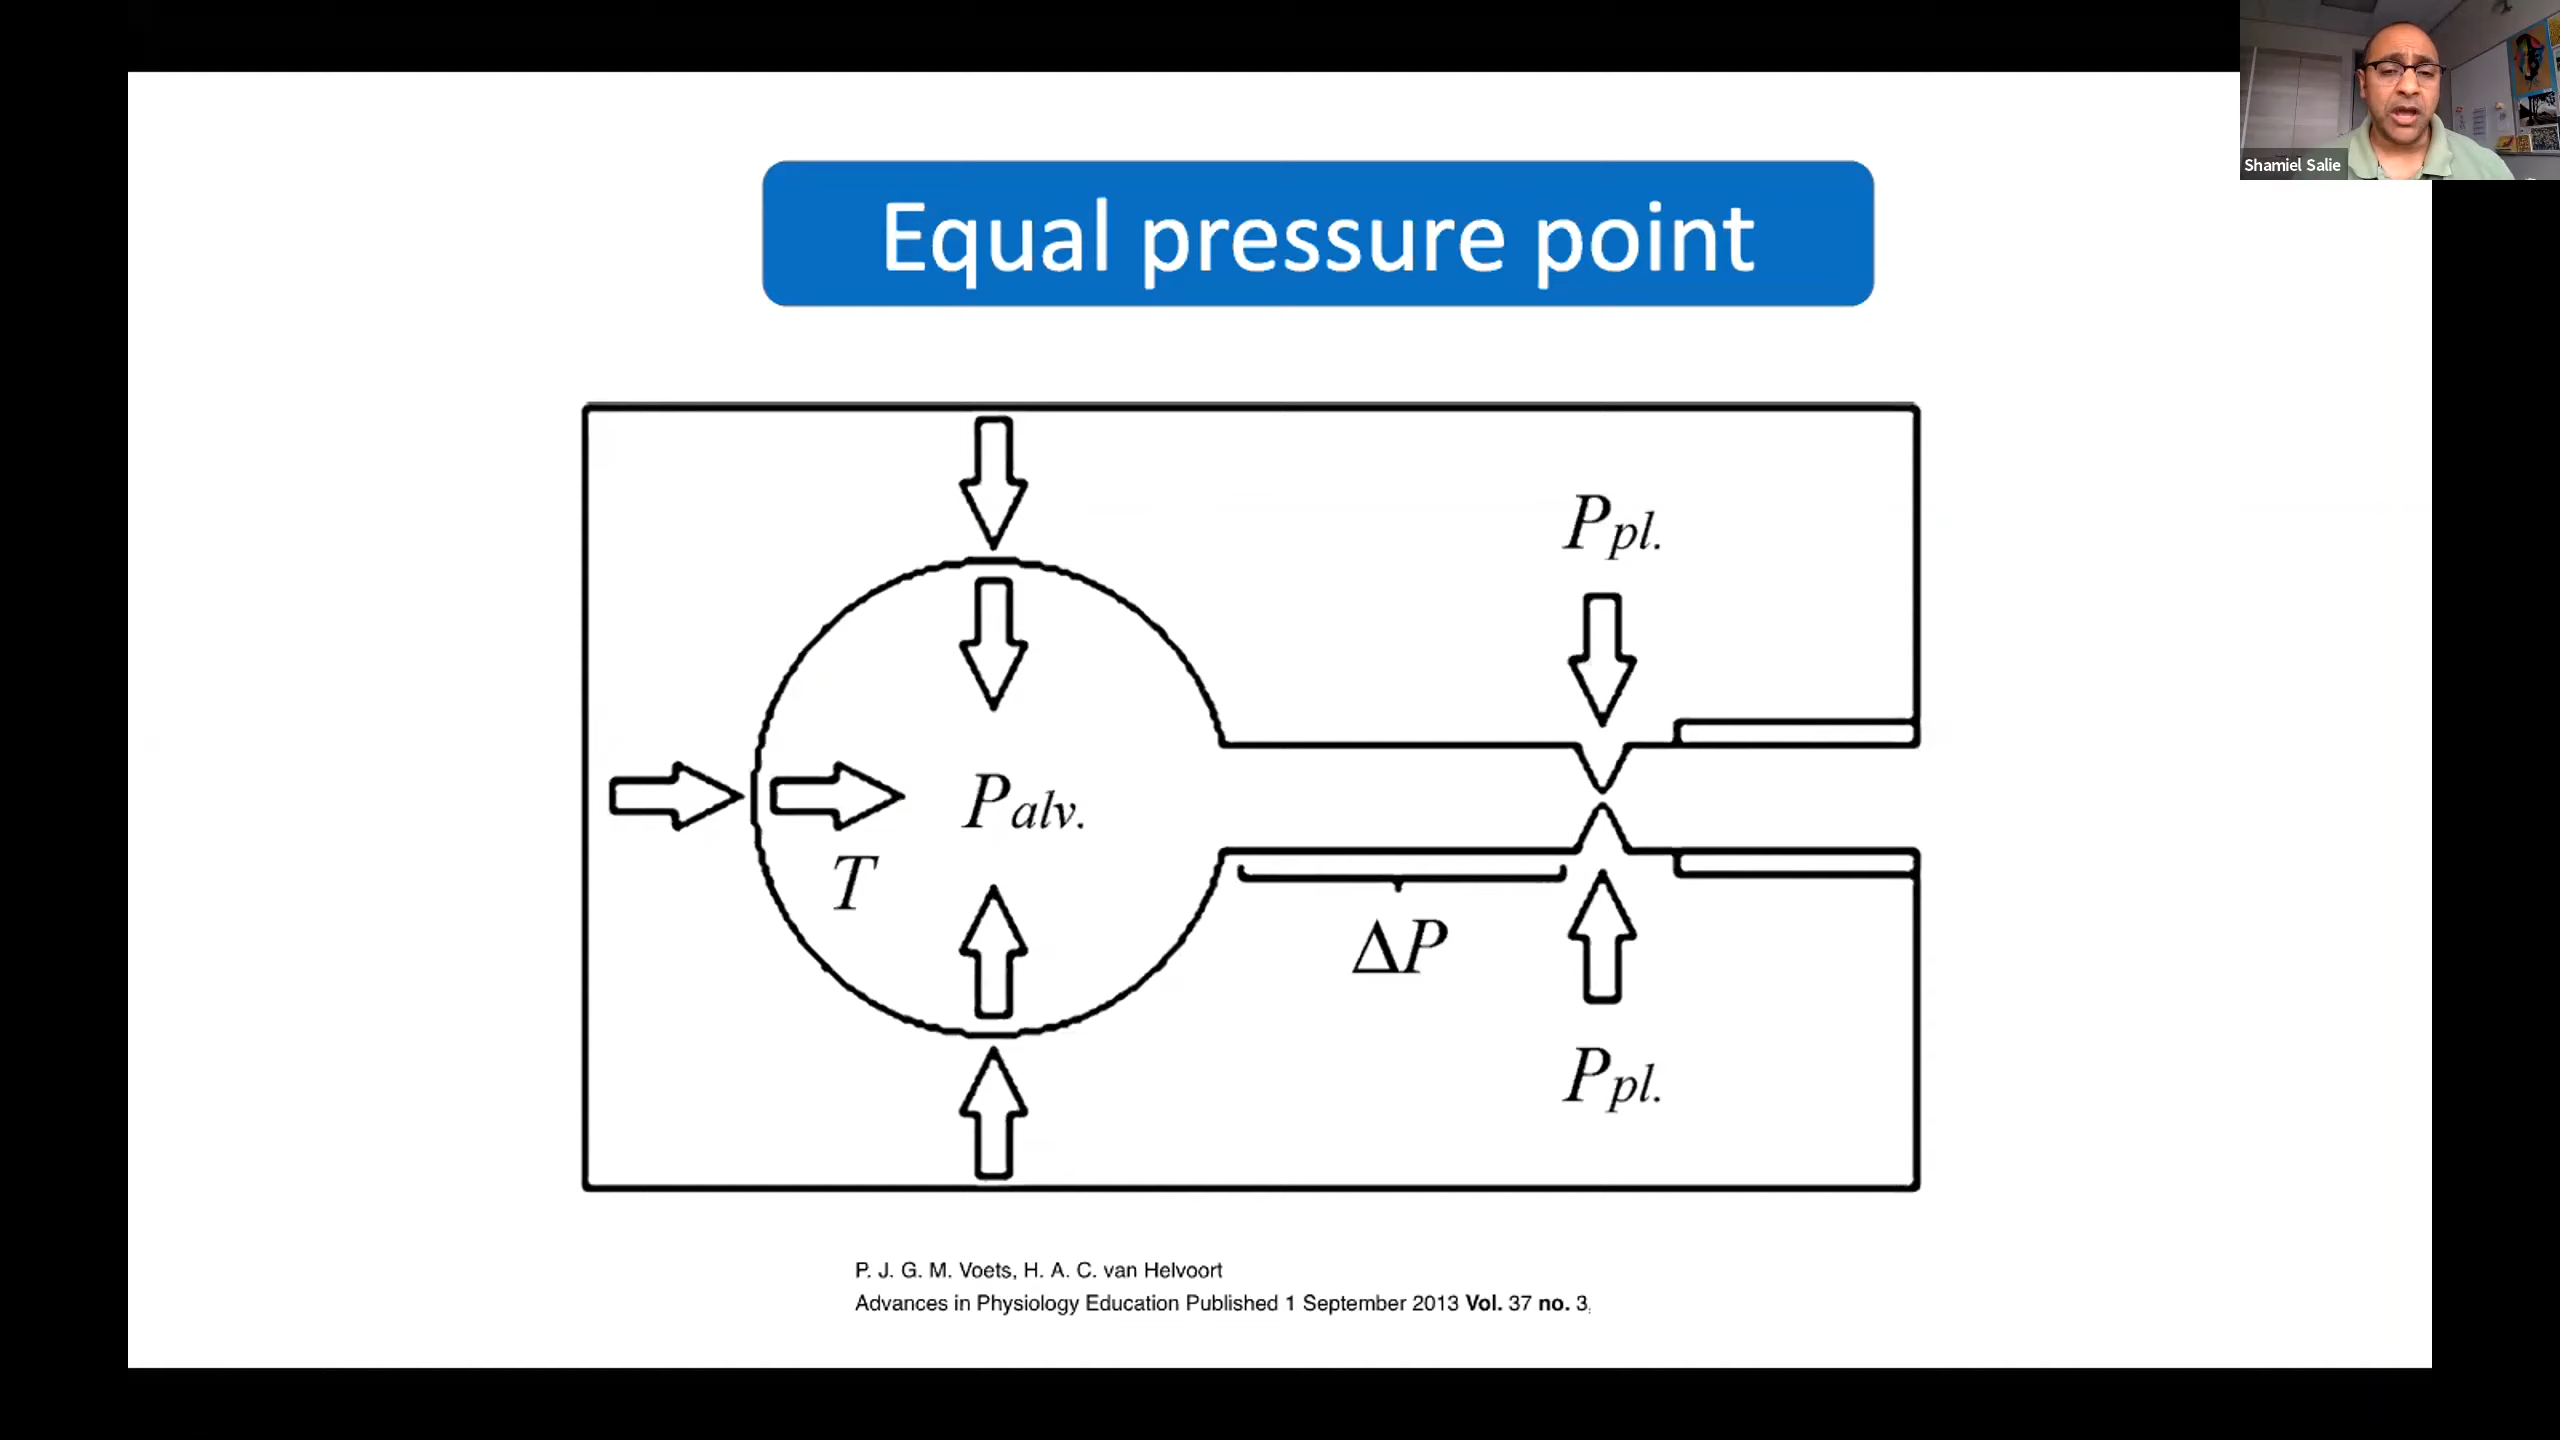 Shamiel Salie
Equal pressure point
Ppl.
Palv.
T
ΔP
Ppl.
P. J. G. M. Voets, H. A. C. van Helvoort
Advances in Physiology Education Published 1 September 2013 Vol. 37 no. 3,